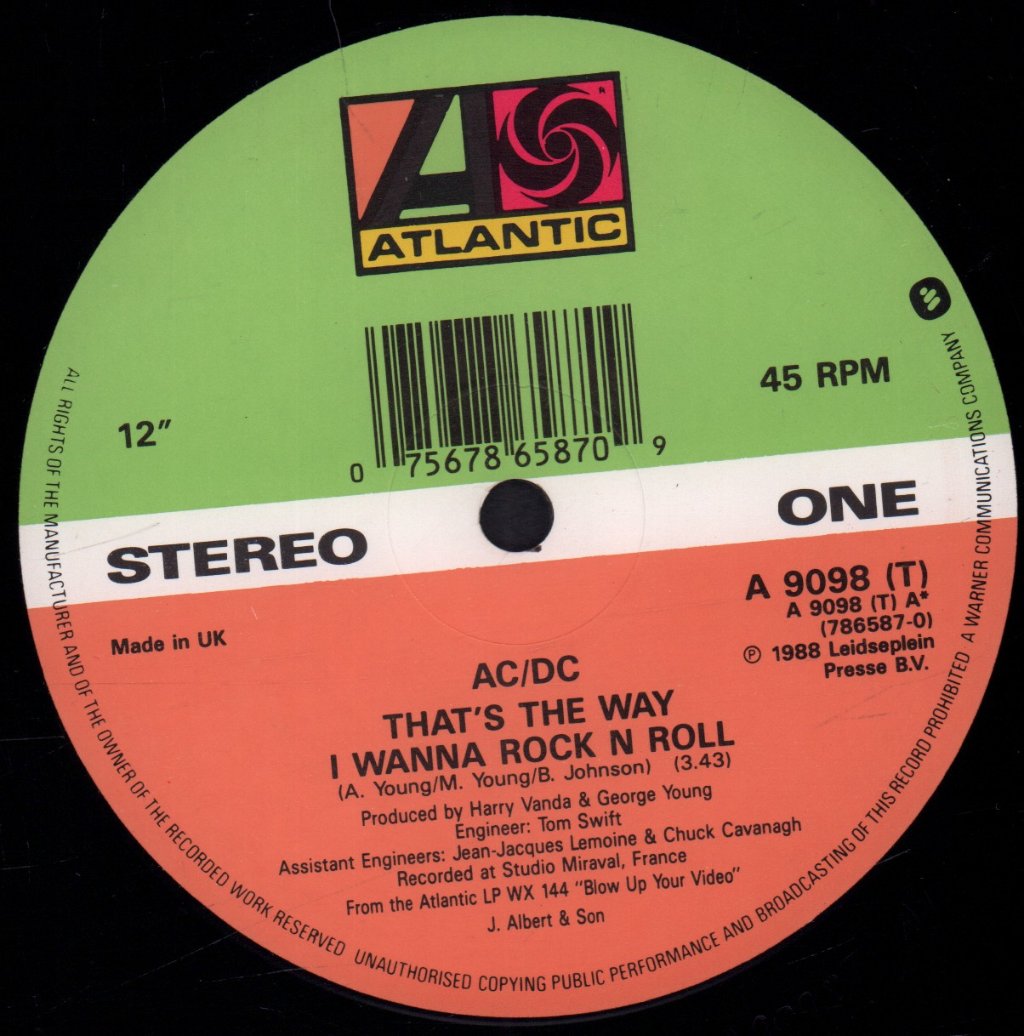 ATLANTIC
R
0 75678 65870 9
12"
45 RPM
STEREO
ONE
A 9098 (T)
A 9098 (T) A*
(786587-0)
℗ 1988 Leidseplein
Presse B.V.
Made in UK
AC/DC
THAT'S THE WAY
I WANNA ROCK N ROLL
(A. Young/M. Young/B. Johnson) (3.43)
Produced by Harry Vanda & George Young
Engineer: Tom Swift
Assistant Engineers: Jean-Jacques Lemoine & Chuck Cavanagh
Recorded at Studio Miraval, France
From the Atlantic LP WX 144 "Blow Up Your Video"
J. Albert & Son
ALL RIGHTS OF THE MANUFACTURER AND OF THE OWNER OF THE RECORDED WORK RESERVED UNAUTHORISED COPYING PUBLIC PERFORMANCE AND BROADCASTING OF THIS RECORD PROHIBITED A WARNER COMMUNICATIONS COMPANY